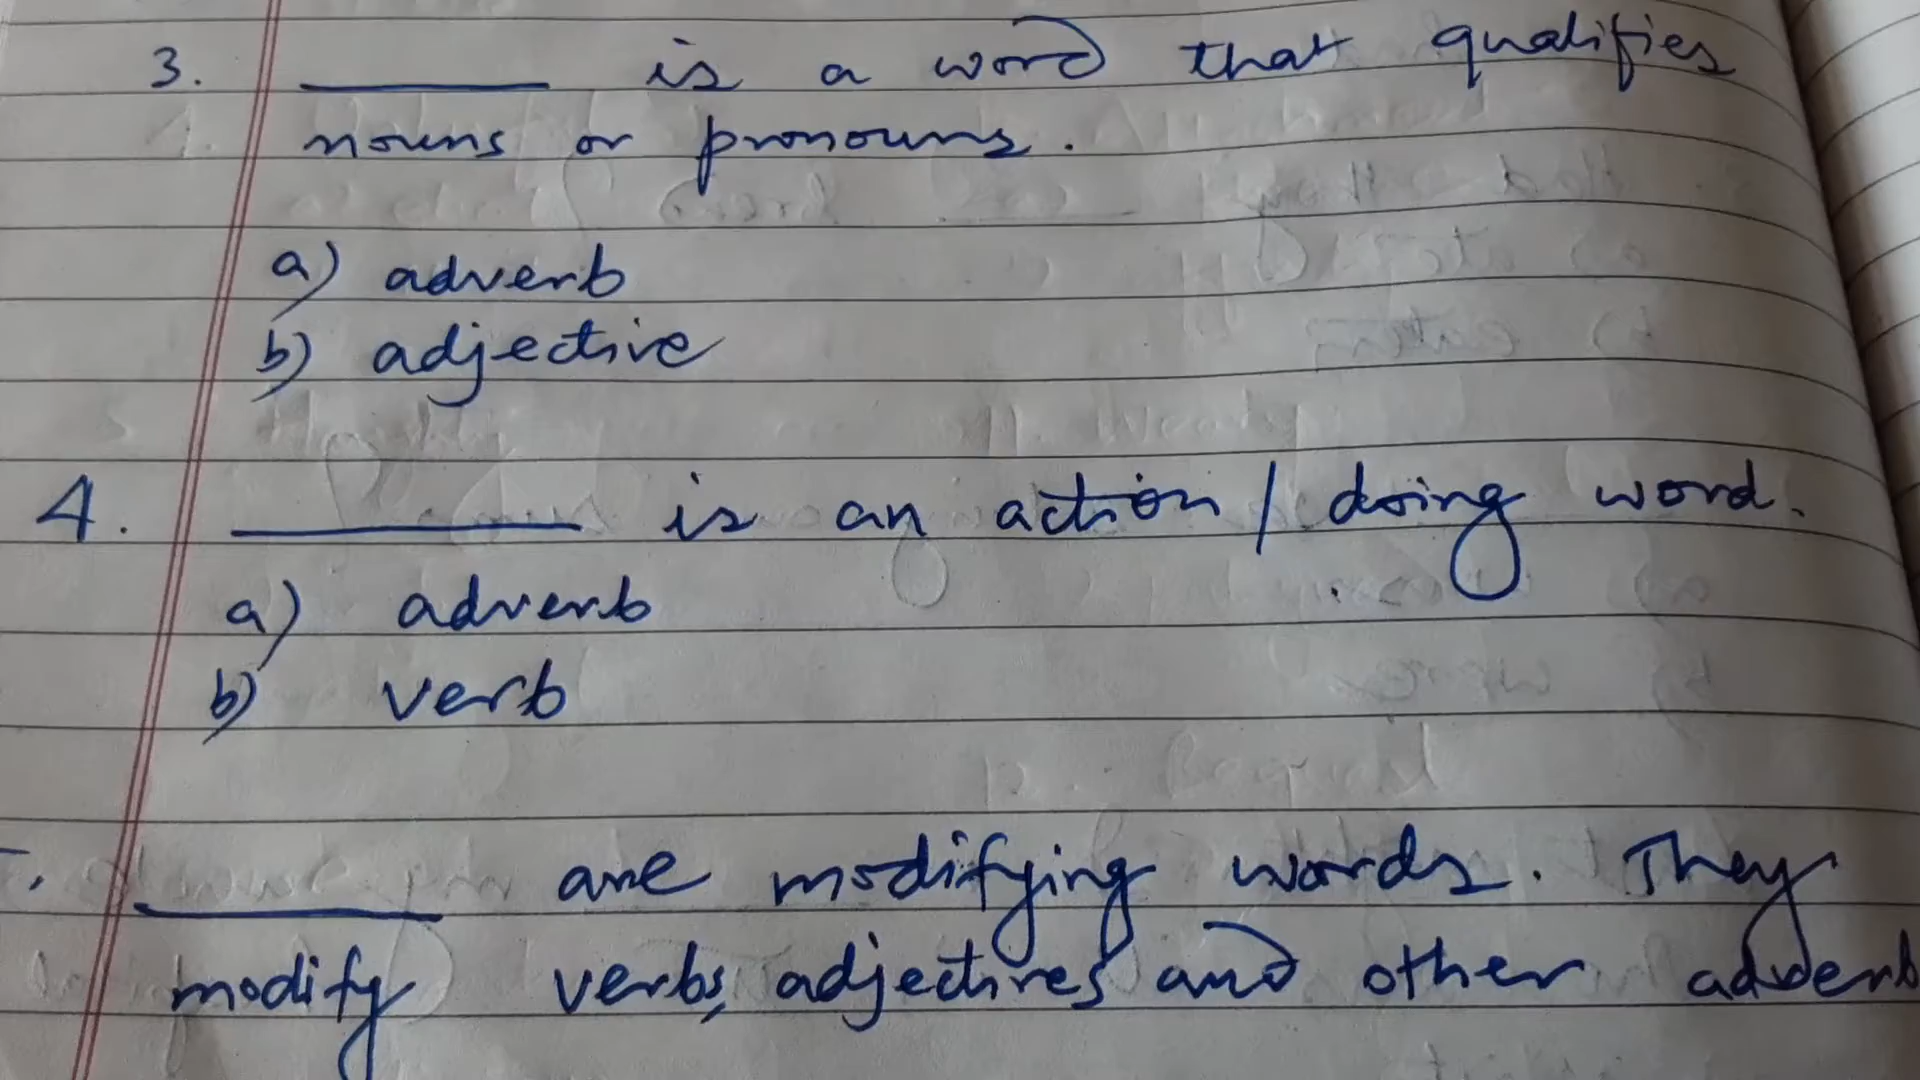 3. ______ is a word that qualifies
nouns or pronouns.
a) adverb
b) adjective
4. ______ is an action / doing word.
a) adverb
b) verb
______ are modifying words. They
modify verbs, adjectives and other adverb